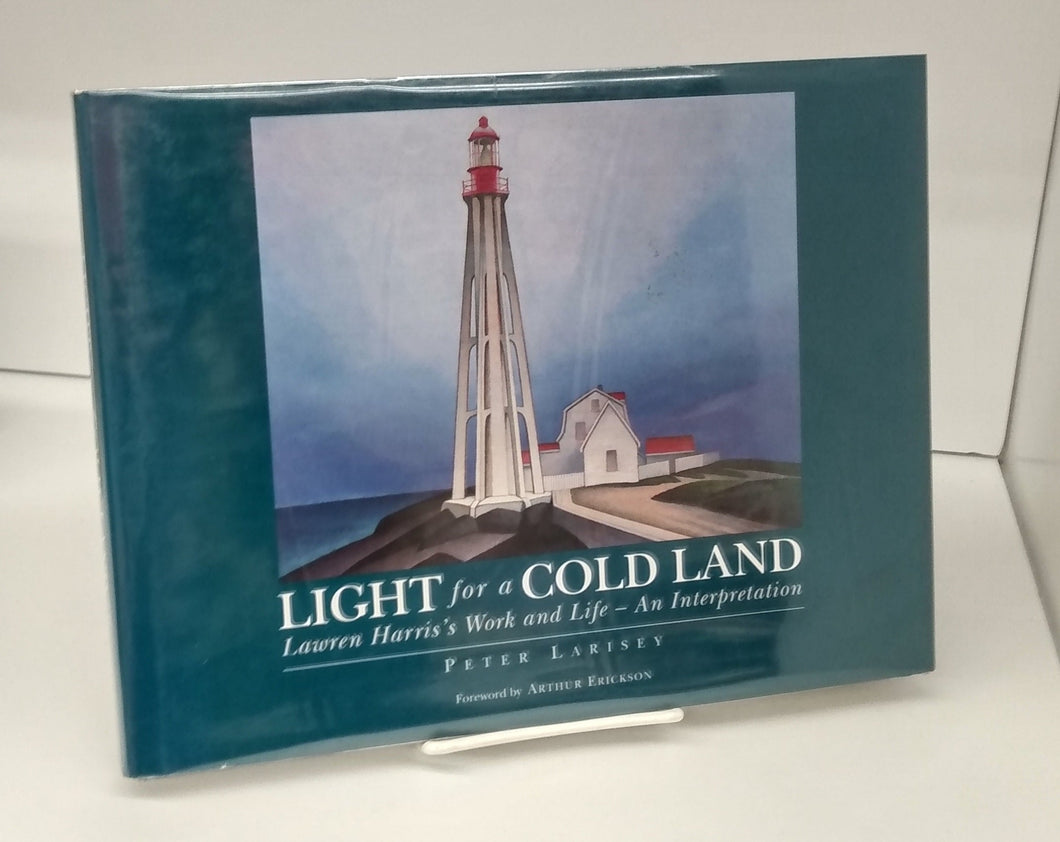 LIGHT for a COLD LAND
Lawren Harris's Work and Life – An Interpretation
PETER LARISEY
Foreword by ARTHUR ERICKSON